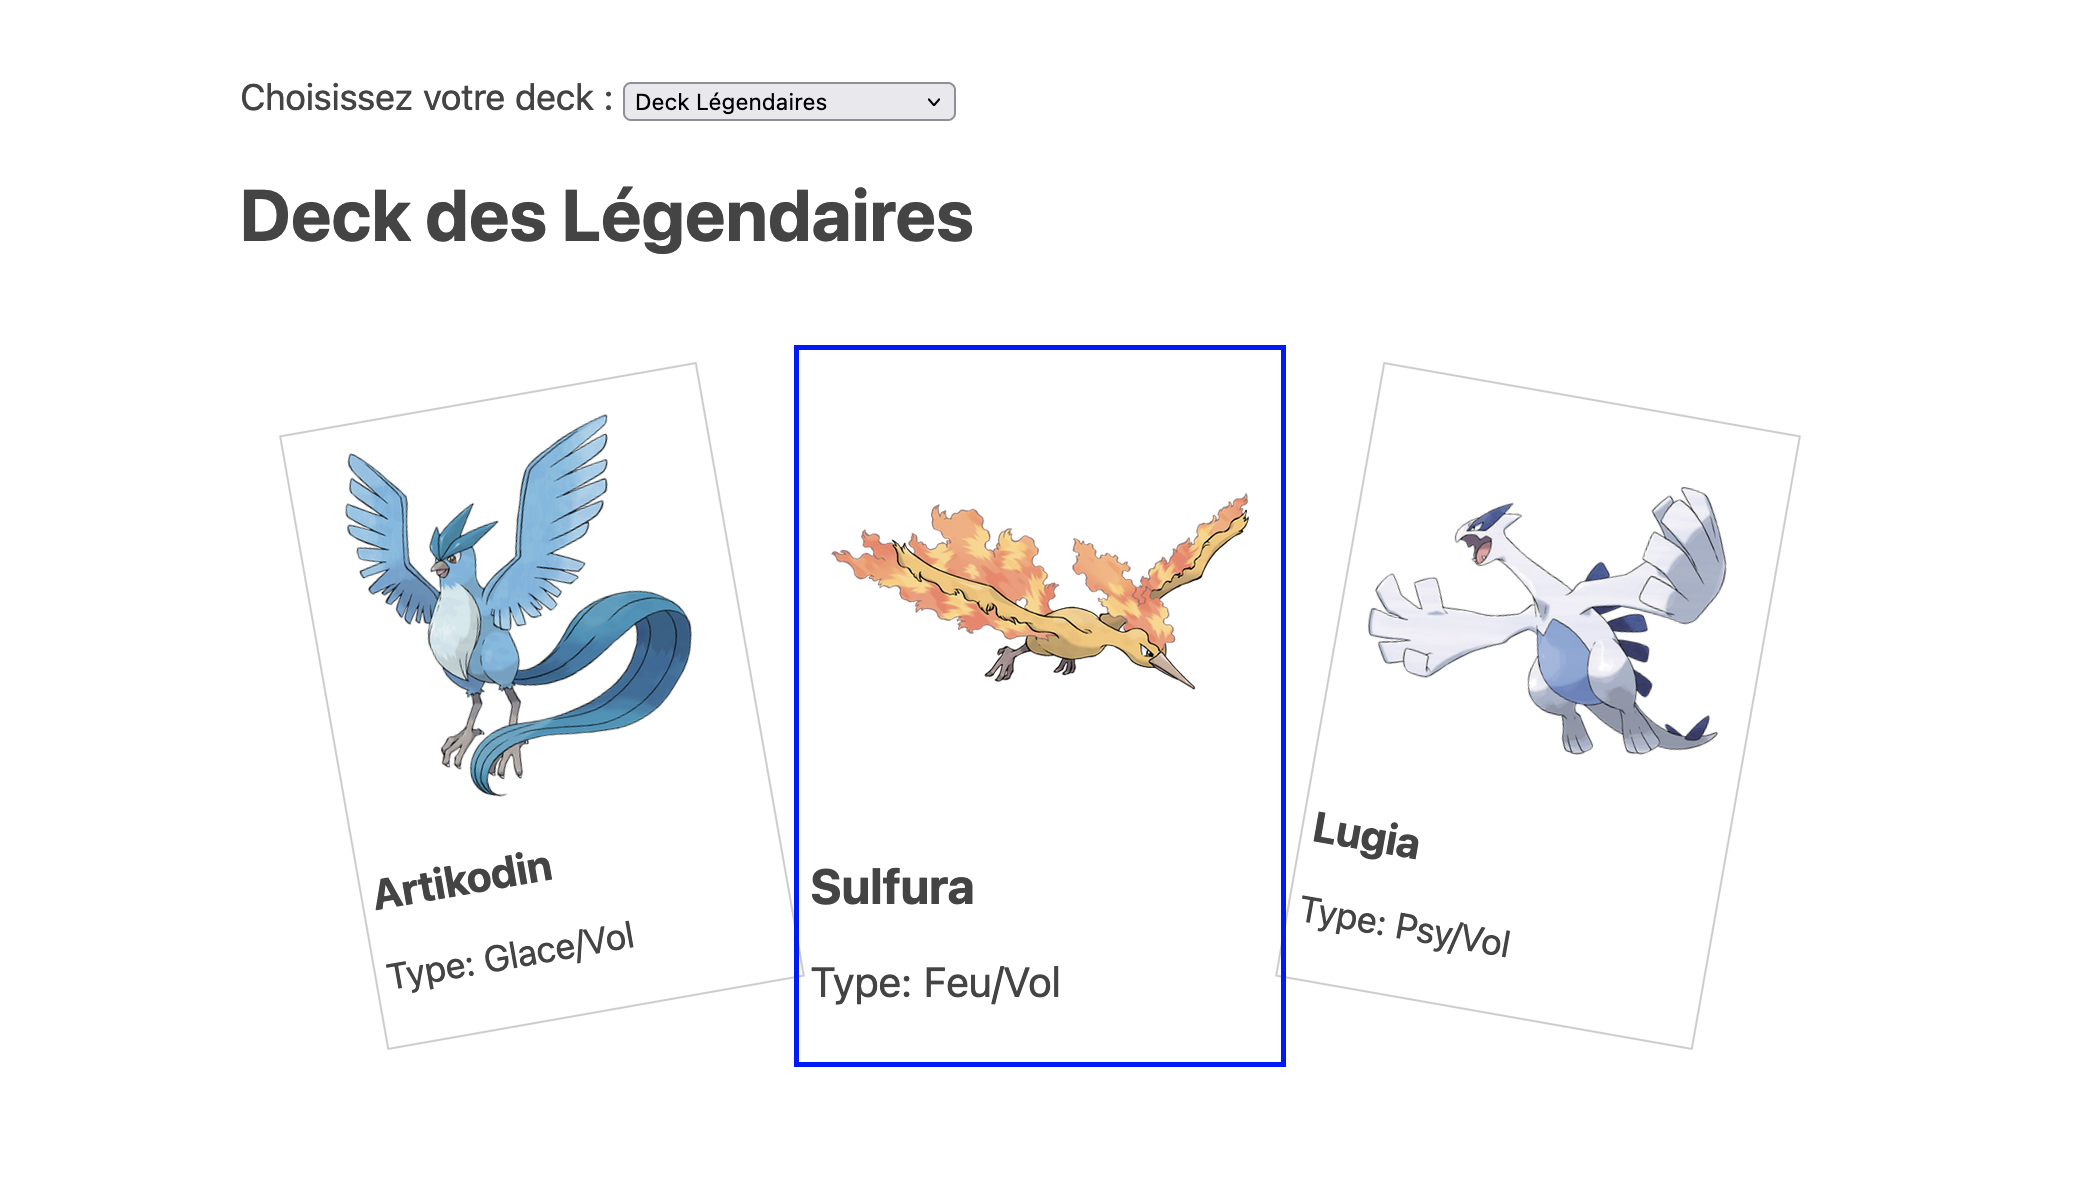 Choisissez votre deck : Deck Légendaires
Deck des Légendaires
Artikodin
Type: Glace/Vol
Sulfura
Type: Feu/Vol
Lugia
Type: Psy/Vol